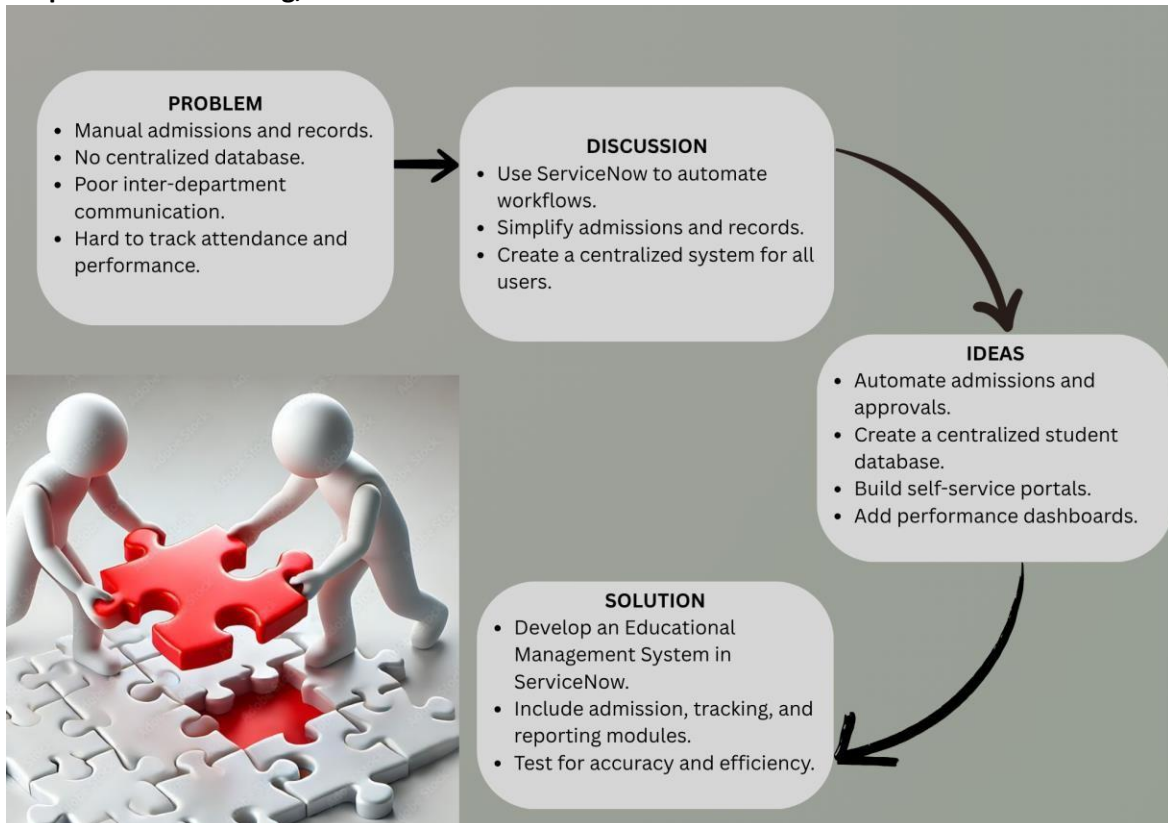 PROBLEM
• Manual admissions and records.
• No centralized database.
• Poor inter-department
communication.
• Hard to track attendance and
performance.
DISCUSSION
• Use ServiceNow to automate
workflows.
• Simplify admissions and records.
• Create a centralized system for all
users.
IDEAS
• Automate admissions and
approvals.
• Create a centralized student
database.
• Build self-service portals.
• Add performance dashboards.
SOLUTION
• Develop an Educational
Management System in
ServiceNow.
• Include admission, tracking, and
reporting modules.
• Test for accuracy and efficiency.